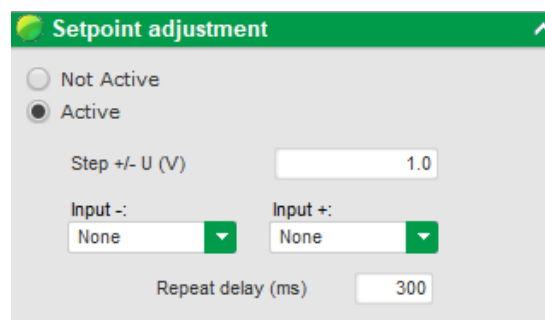 Setpoint adjustment
Not Active
Active
Step +/- U (V) 1.0
Input -: Input +:
None None
Repeat delay (ms) 300